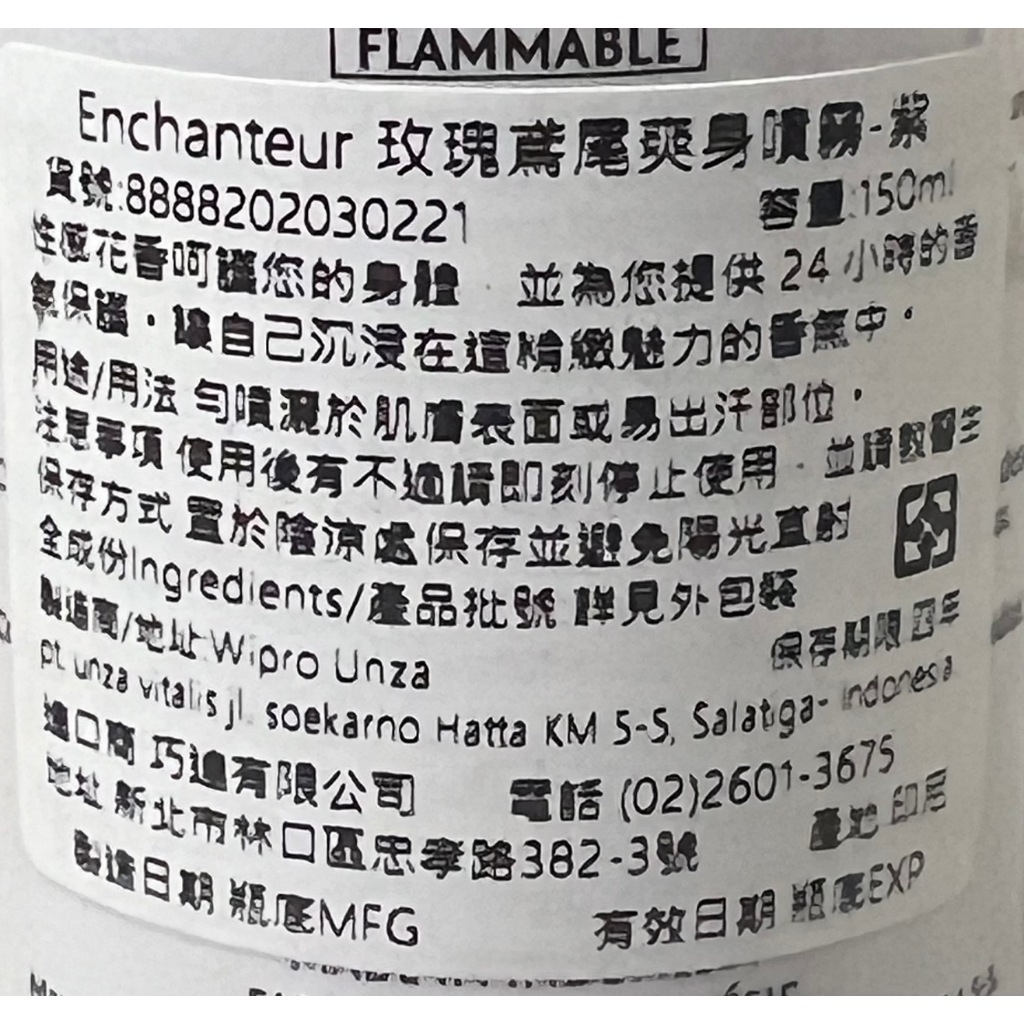 FLAMMABLE
Enchanteur 玫瑰鳶尾爽身噴霧-紫
貨號:8888202030221 容量:150ml
性感花香呵護您的身體 並為您提供 24 小時的香
氣保護。讓自己沉浸在這精緻魅力的香氣中。
用途/用法 勻噴灑於肌膚表面或易出汗部位。
注意事項 使用後有不適請即刻停止使用 並請教醫生
保存方式 置於陰涼處保存並避免陽光直射
全成份Ingredients/產品批號 詳見外包裝
製造商/地址:Wipro Unza 保存期限 四年
pt unza vitalis jl. soekarno Hatta KM 5-5, Salatiga- Indonesia
進口商 巧迪有限公司 電話 (02)2601-3675
地址 新北市林口區忠孝路382-3號 產地 印尼
製造日期 瓶底MFG 有效日期 瓶底EXP